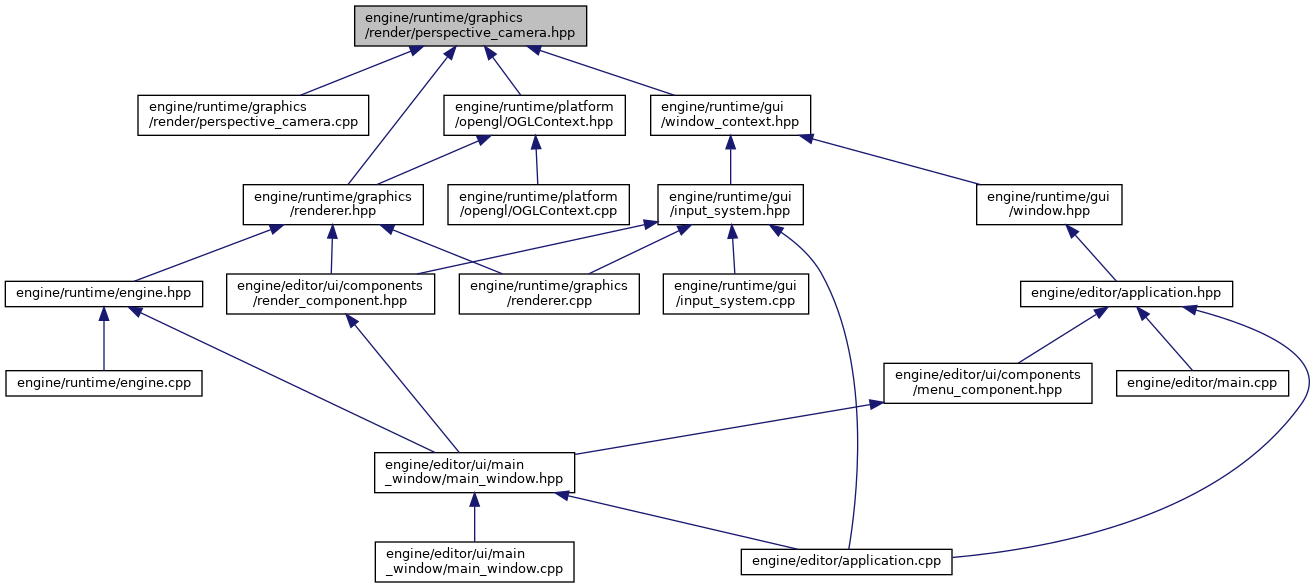 engine/runtime/graphics
/render/perspective_camera.hpp
engine/runtime/graphics
/render/perspective_camera.cpp
engine/runtime/platform
/opengl/OGLContext.hpp
engine/runtime/gui
/window_context.hpp
engine/runtime/graphics
/renderer.hpp
engine/runtime/platform
/opengl/OGLContext.cpp
engine/runtime/gui
/input_system.hpp
engine/runtime/gui
/window.hpp
engine/runtime/engine.hpp
engine/editor/ui/components
/render_component.hpp
engine/runtime/graphics
/renderer.cpp
engine/runtime/gui
/input_system.cpp
engine/editor/application.hpp
engine/runtime/engine.cpp
engine/editor/ui/components
/menu_component.hpp
engine/editor/main.cpp
engine/editor/ui/main
_window/main_window.hpp
engine/editor/ui/main
_window/main_window.cpp
engine/editor/application.cpp